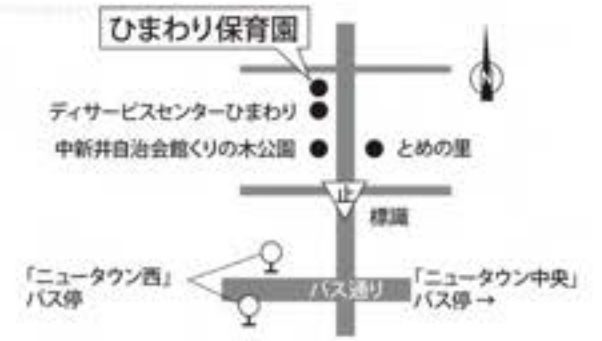 ひまわり保育園
N
ディサービスセンターひまわり
中新井自治会館くりの木公園
とめの里
止
標識
「ニュータウン西」
バス停
バス通り
「ニュータウン中央」
バス停→